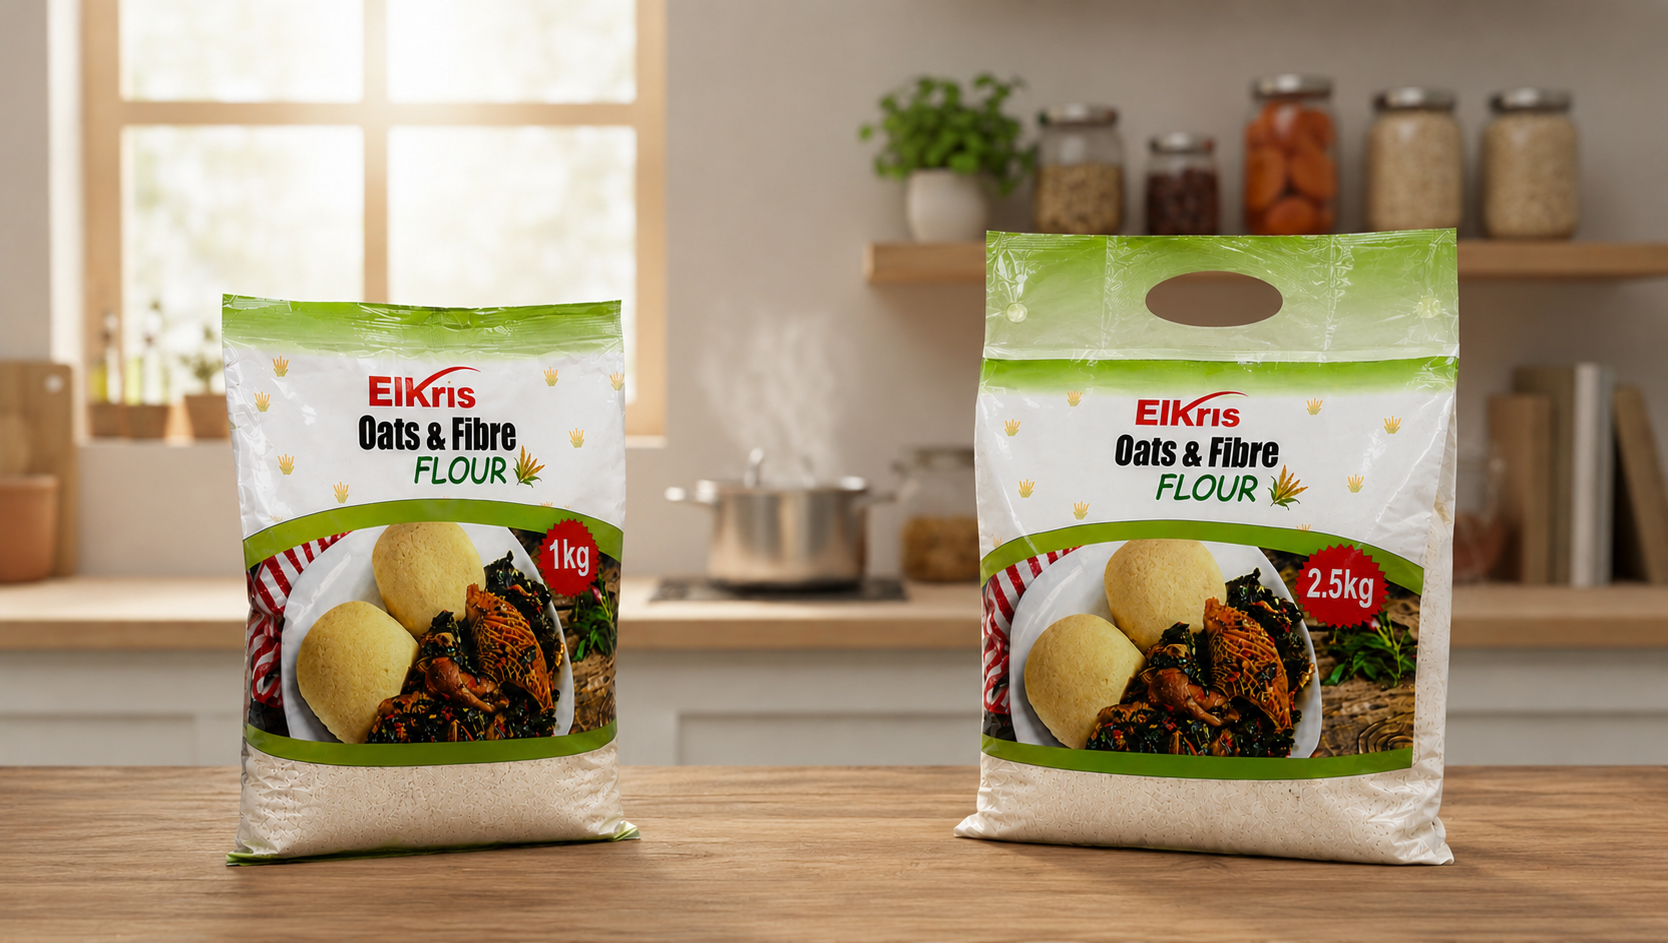 ElKris
Oats & Fibre
FLOUR
1kg
ElKris
Oats & Fibre
FLOUR
2.5kg